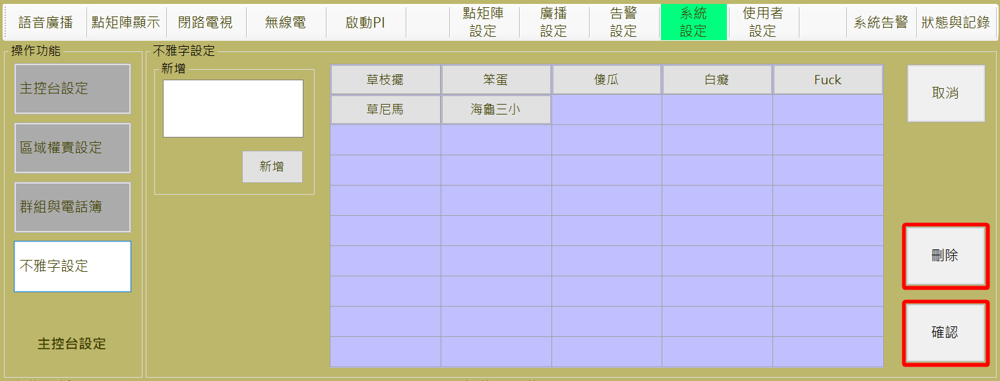 語音廣播
點矩陣顯示
閉路電視
無線電
啟動PI
點矩陣
設定
廣播
設定
告警
設定
系統
設定
使用者
設定
系統告警
狀態與記錄
操作功能
主控台設定
區域權責設定
群組與電話簿
不雅字設定
主控台設定
不雅字設定
新增
新增
草枝擺
笨蛋
傻瓜
白癡
Fuck
草尼馬
海龜三小
取消
刪除
確認